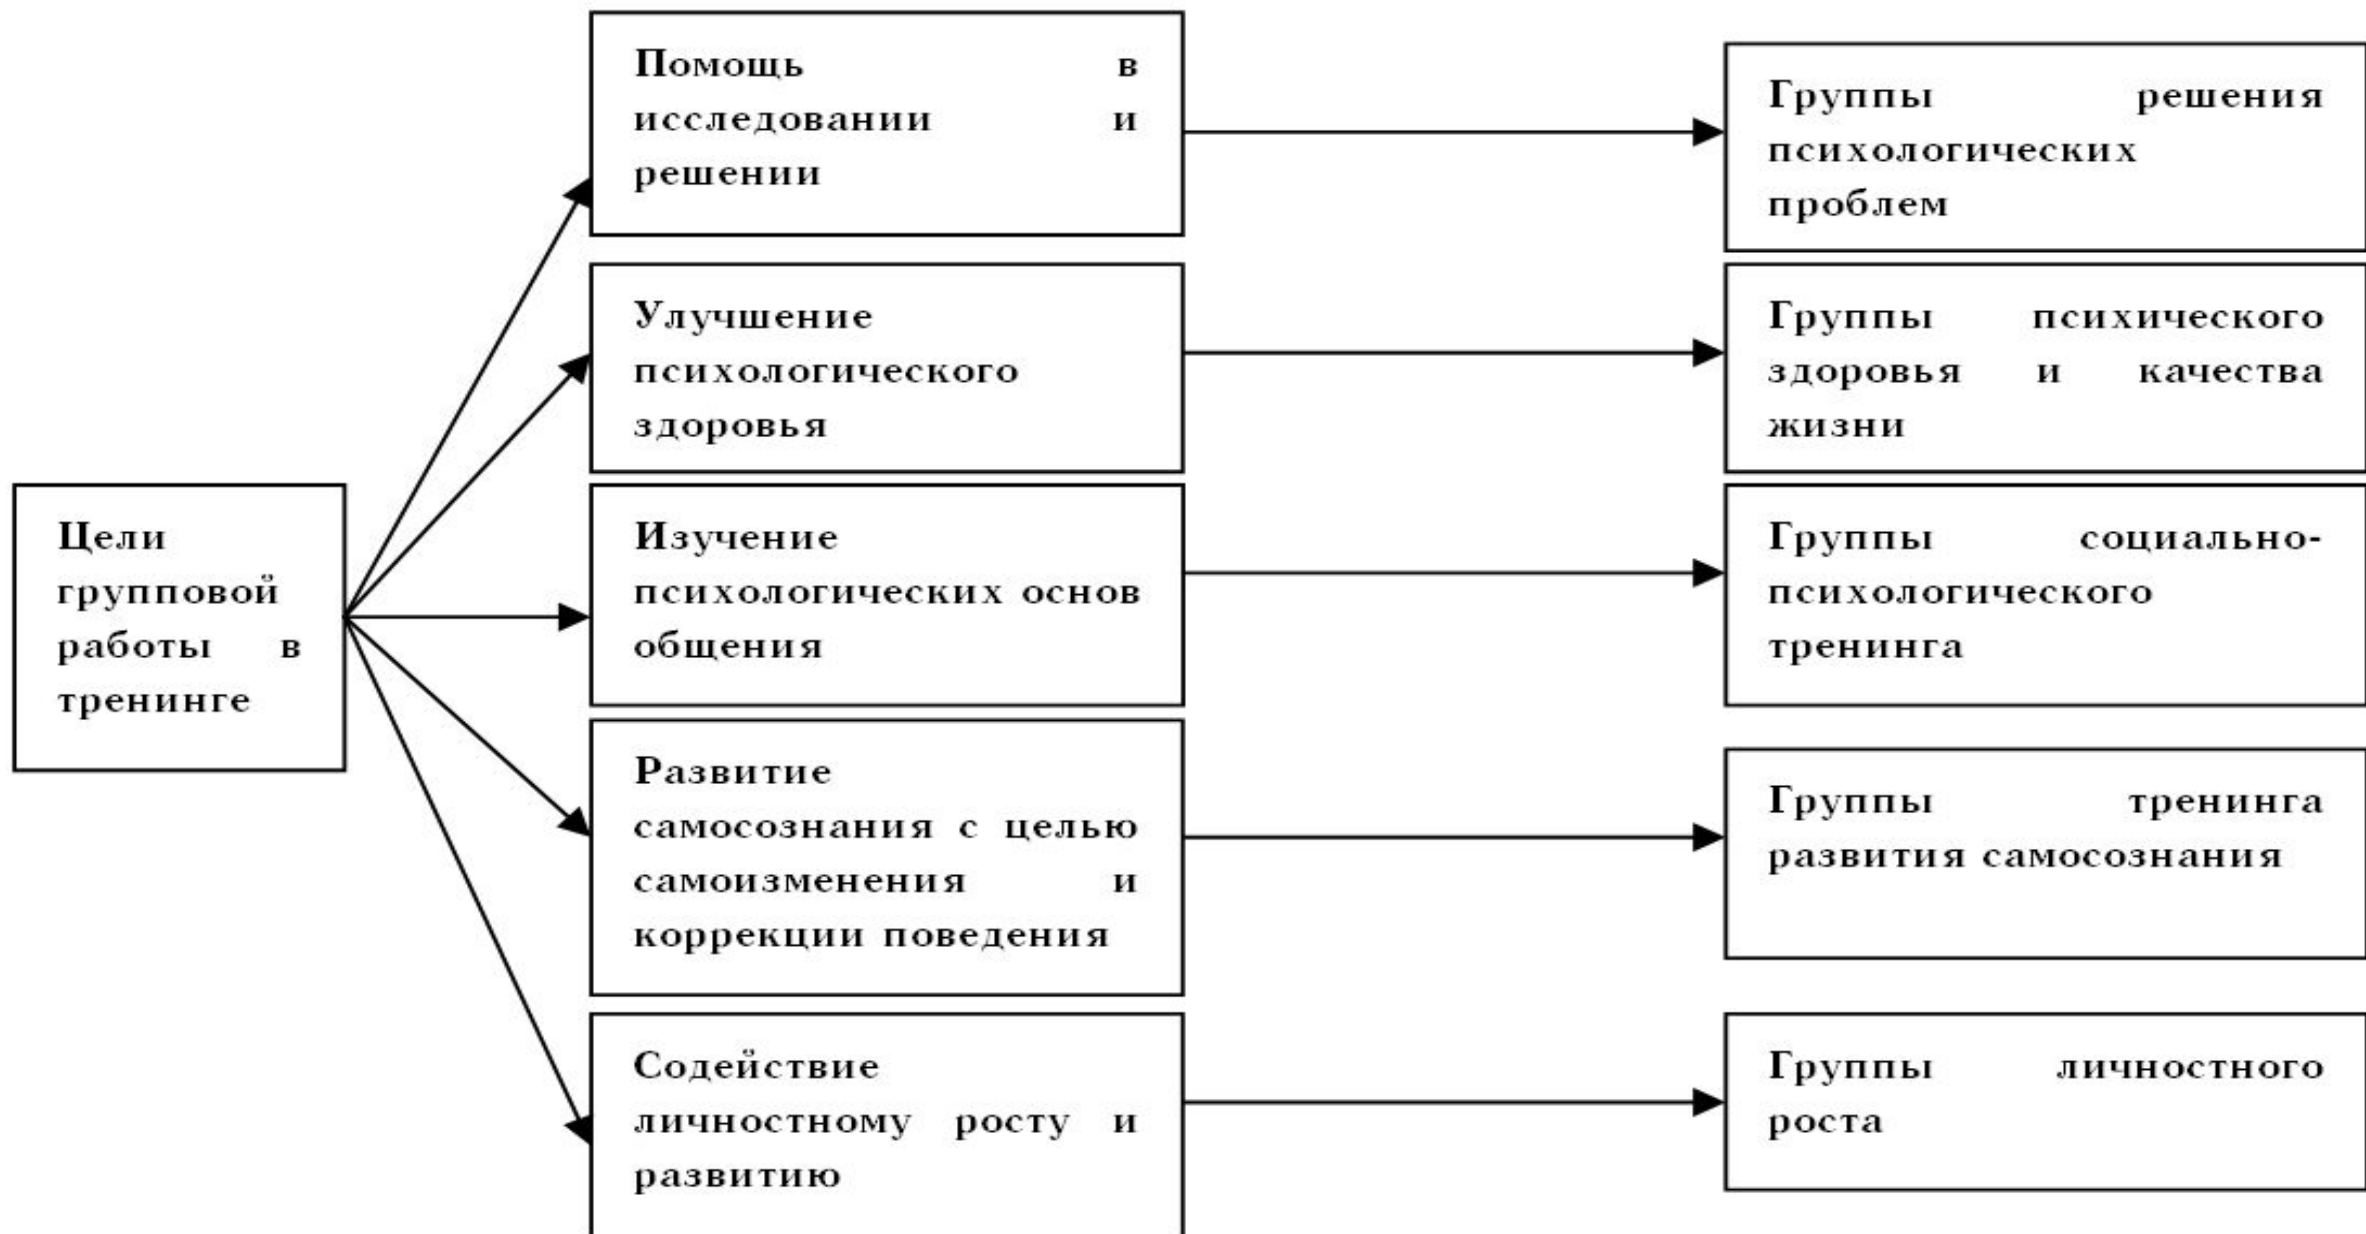 Цели
групповой
работы в
тренинге
Помощь в
исследовании и
решении
Группы решения
психологических
проблем
Улучшение
психологического
здоровья
Группы психического
здоровья и качества
жизни
Изучение
психологических основ
общения
Группы социально-
психологического
тренинга
Развитие
самосознания с целью
самоизменения и
коррекции поведения
Группы тренинга
развития самосознания
Содействие
личностному росту и
развитию
Группы личностного
роста